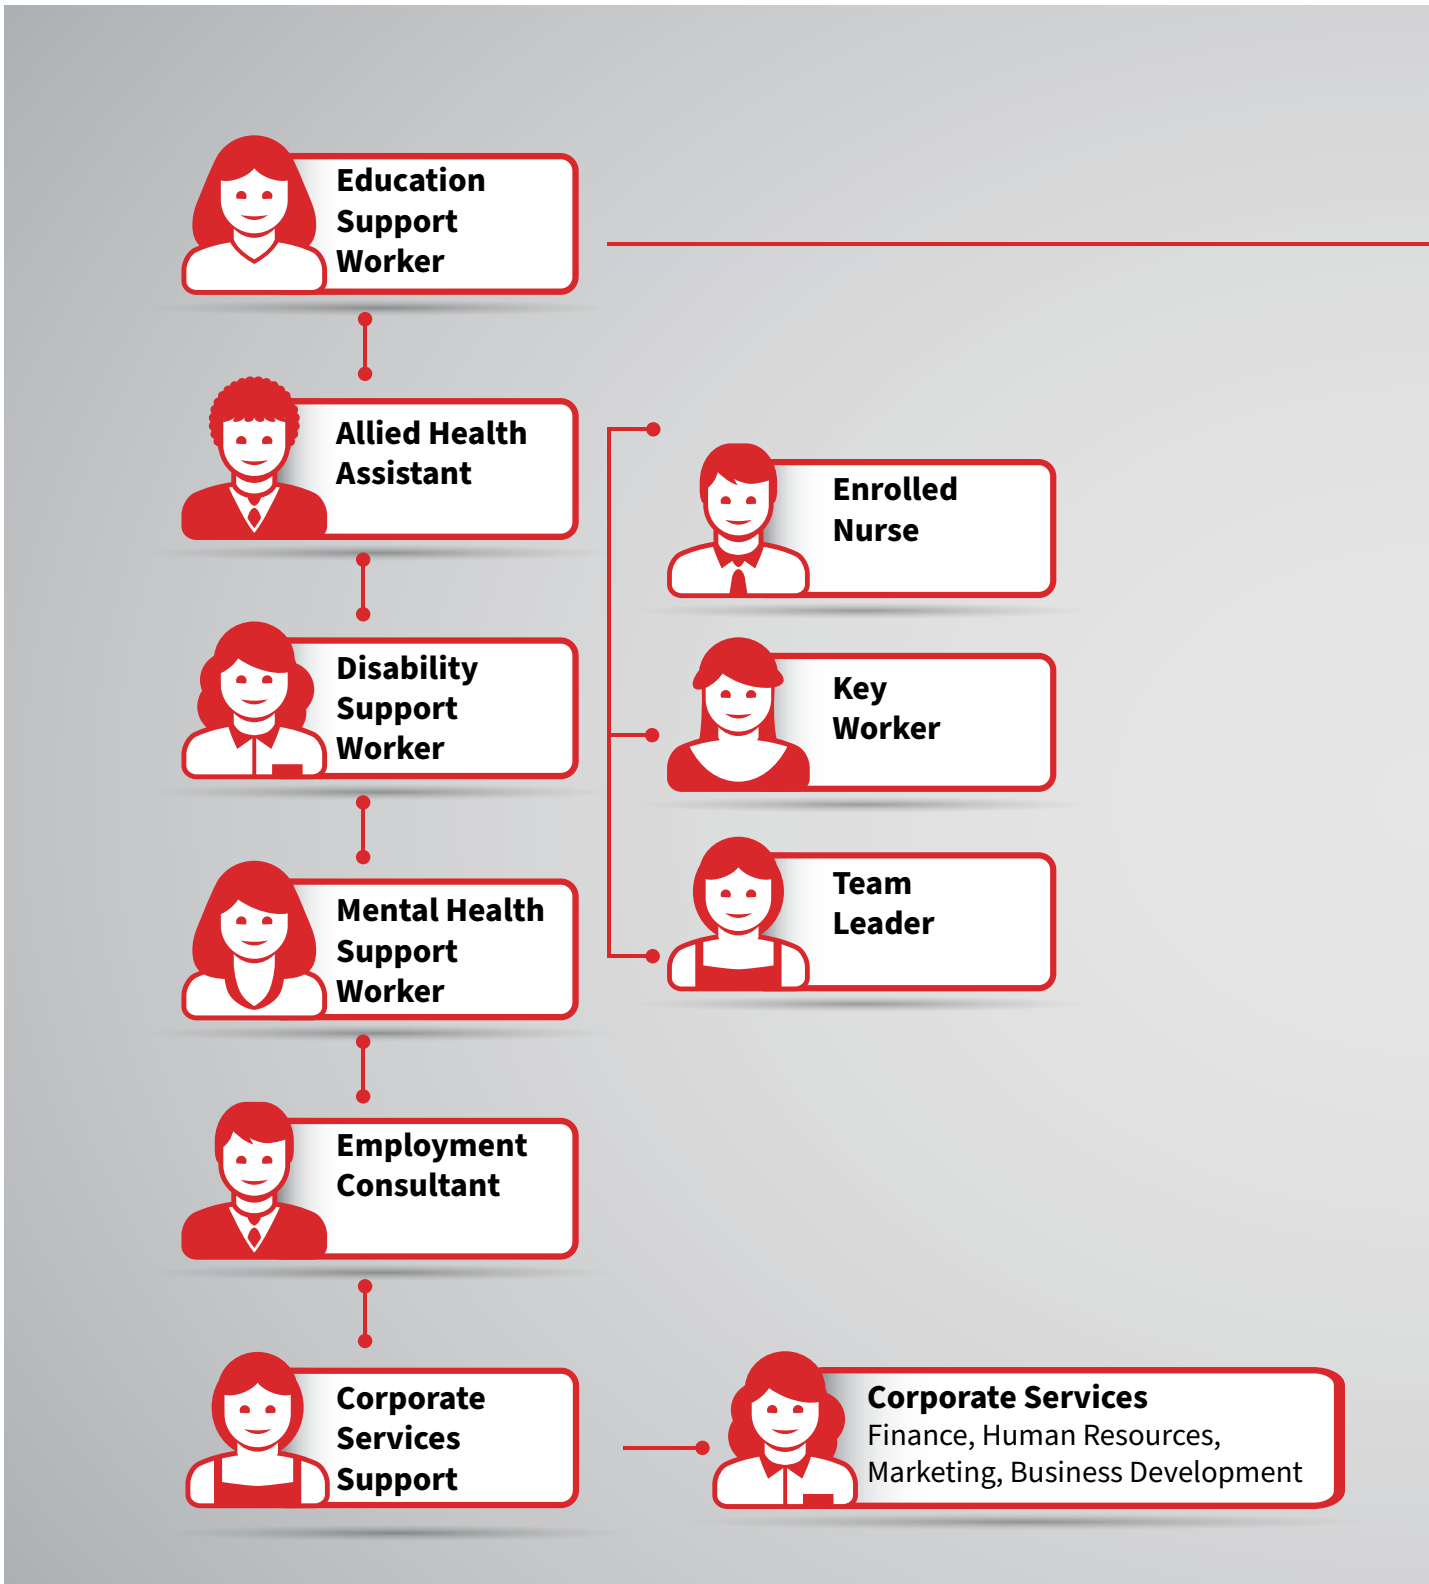 Education
Support
Worker
Allied Health
Assistant
Disability
Support
Worker
Mental Health
Support
Worker
Employment
Consultant
Corporate
Services
Support
Enrolled
Nurse
Key
Worker
Team
Leader
Corporate Services
Finance, Human Resources,
Marketing, Business Development